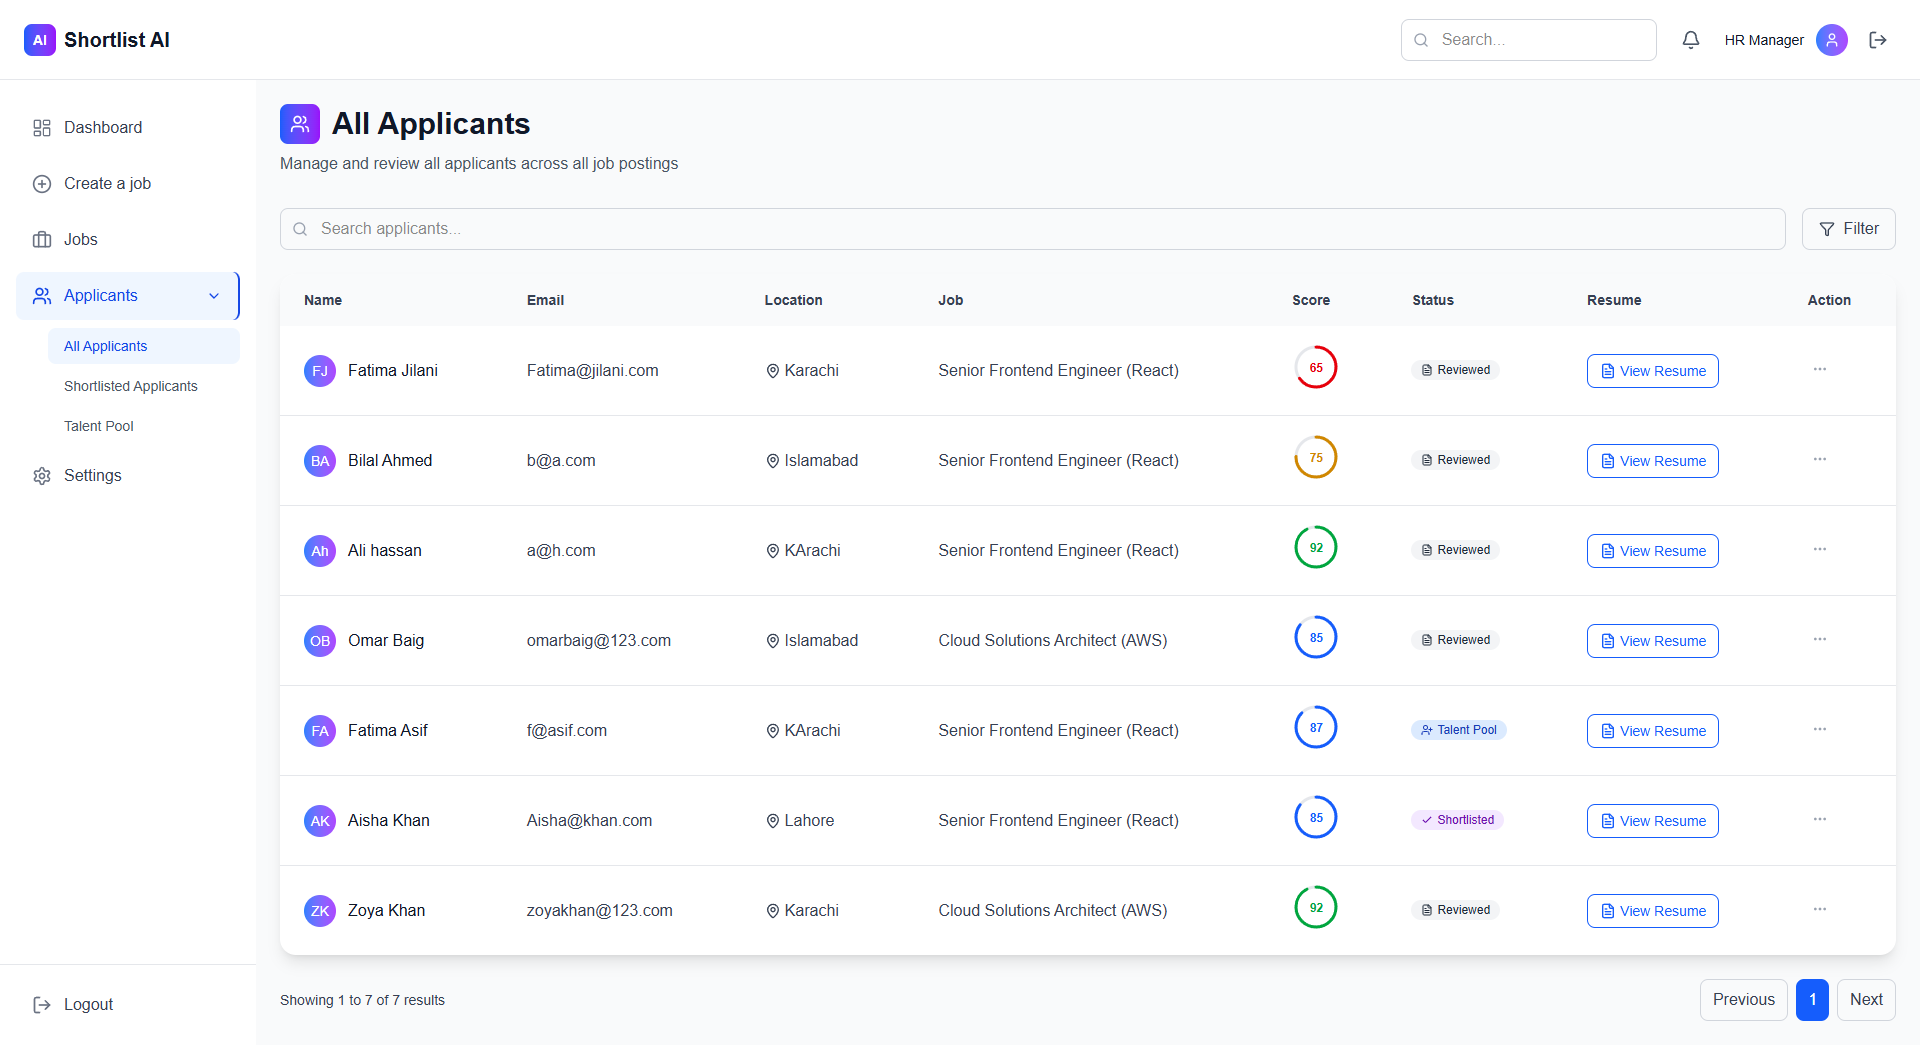 AI Shortlist AI
Search...
HR Manager
Dashboard
Create a job
Jobs
Applicants
All Applicants
Shortlisted Applicants
Talent Pool
Settings
Logout
All Applicants
Manage and review all applicants across all job postings
Search applicants...
Filter
Name Email Location Job Score Status Resume Action
FJ Fatima Jilani Fatima@jilani.com Karachi Senior Frontend Engineer (React) 65 Reviewed View Resume
BA Bilal Ahmed b@a.com Islamabad Senior Frontend Engineer (React) 75 Reviewed View Resume
Ah Ali hassan a@h.com KArachi Senior Frontend Engineer (React) 92 Reviewed View Resume
OB Omar Baig omarbaig@123.com Islamabad Cloud Solutions Architect (AWS) 85 Reviewed View Resume
FA Fatima Asif f@asif.com KArachi Senior Frontend Engineer (React) 87 Talent Pool View Resume
AK Aisha Khan Aisha@khan.com Lahore Senior Frontend Engineer (React) 85 Shortlisted View Resume
ZK Zoya Khan zoyakhan@123.com Karachi Cloud Solutions Architect (AWS) 92 Reviewed View Resume
Showing 1 to 7 of 7 results
Previous 1 Next